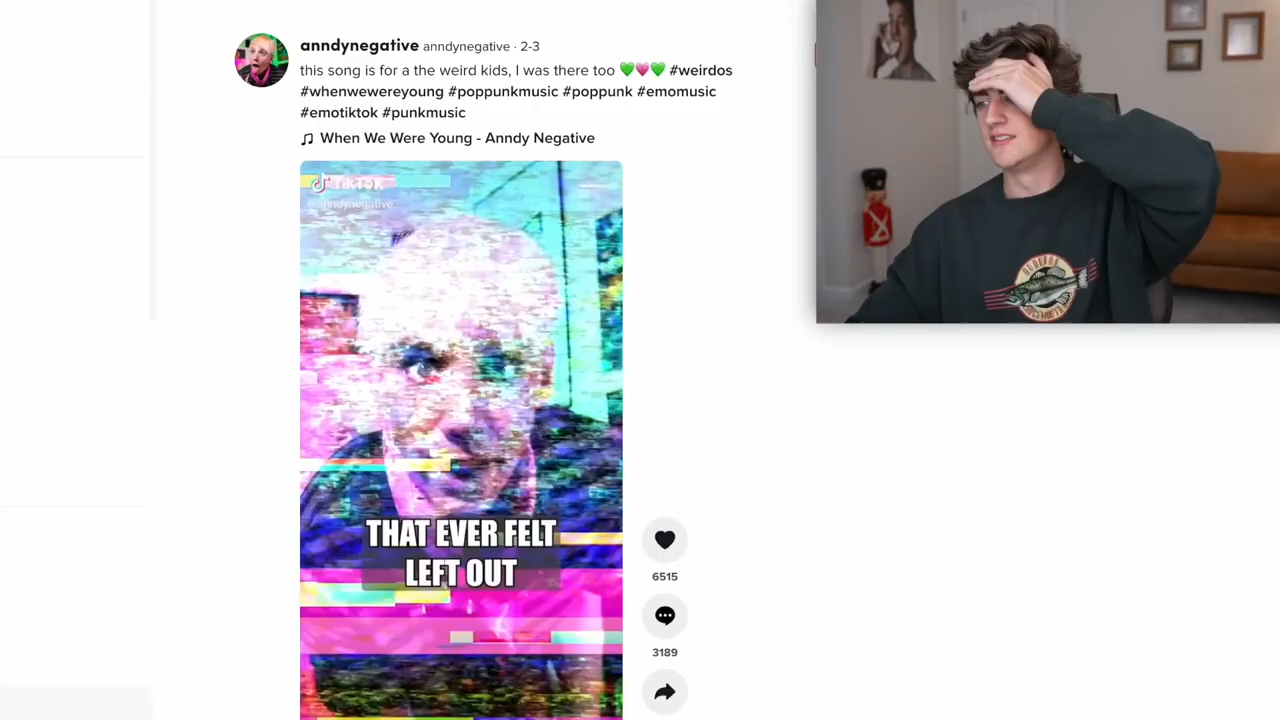 anndynegative anndynegative · 2-3
this song is for a the weird kids, I was there too 💚💗💚 #weirdos
#whenwewereyoung #poppunkmusic #poppunk #emomusic
#emotiktok #punkmusic
♫ When We Were Young - Anndy Negative
TikTok
@anndynegative
THAT EVER FELT
LEFT OUT
6515
3189